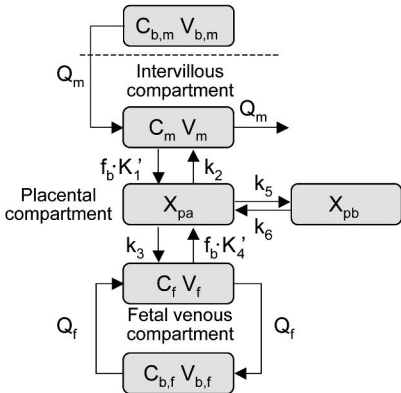 C_b,m V_b,m
Q_m
Intervillous
compartment
Q_m
C_m V_m
f_b·K_1'
k_2
Placental
compartment
X_pa
k_5
k_6
X_pb
k_3
f_b·K_4'
C_f V_f
Q_f
Fetal venous
compartment
Q_f
C_b,f V_b,f